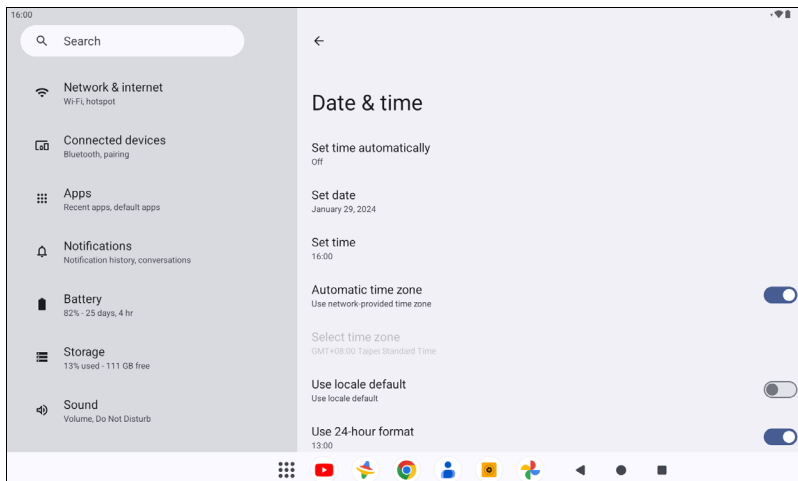 16:00
Search
Network & internet
Wi-Fi, hotspot
Connected devices
Bluetooth, pairing
Apps
Recent apps, default apps
Notifications
Notification history, conversations
Battery
82% - 25 days, 4 hr
Storage
13% used - 111 GB free
Sound
Volume, Do Not Disturb
Date & time
Set time automatically
Off
Set date
January 29, 2024
Set time
16:00
Automatic time zone
Use network-provided time zone
Select time zone
GMT+08:00 Taipei Standard Time
Use locale default
Use locale default
Use 24-hour format
13:00